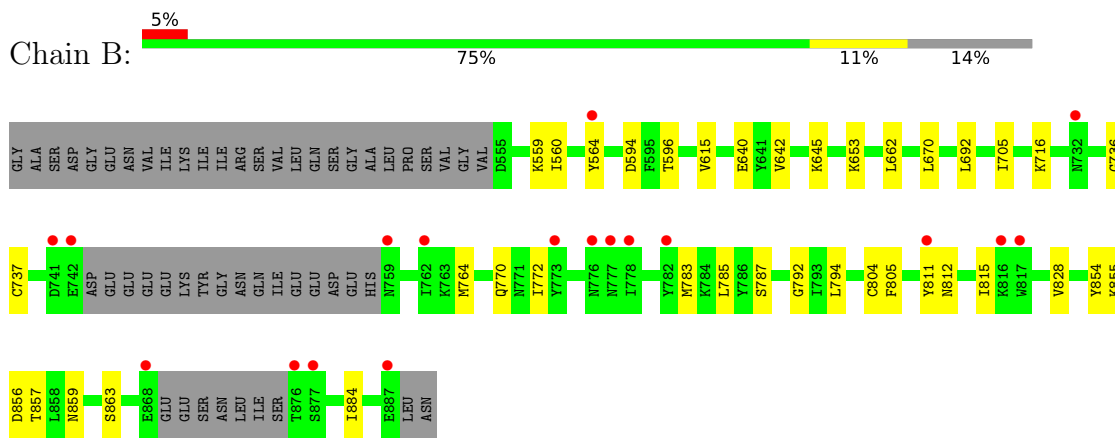 5%
Chain B:
75% 11% 14%
GLY ALA SER ASP GLY GLU ASN VAL ILE LYS ILE ILE ARG SER VAL LEU GLN SER GLY ALA LEU PRO SER VAL GLY VAL D555 K559 I560 Y564 D594 F595 T596 V615 E640 Y641 V642 K645 K653 L662 L670 L692 I705 K716 N732 C736
C737 D741 E742 ASP GLU GLU GLU GLU LYS TYR GLY ASN GLN ILE GLU GLU ASP GLU HIS N759 I762 K763 M764 Q770 N771 I772 Y773 N776 N777 I778 Y782 M783 K784 L785 Y786 S787 G792 I793 L794 C804 F805 Y811 N812 I815 K816 W817 V828 Y854 K855
D856 T857 L858 N859 S863 E868 GLU GLU SER ASN LEU ILE SER T876 S877 I884 E887 LEU ASN